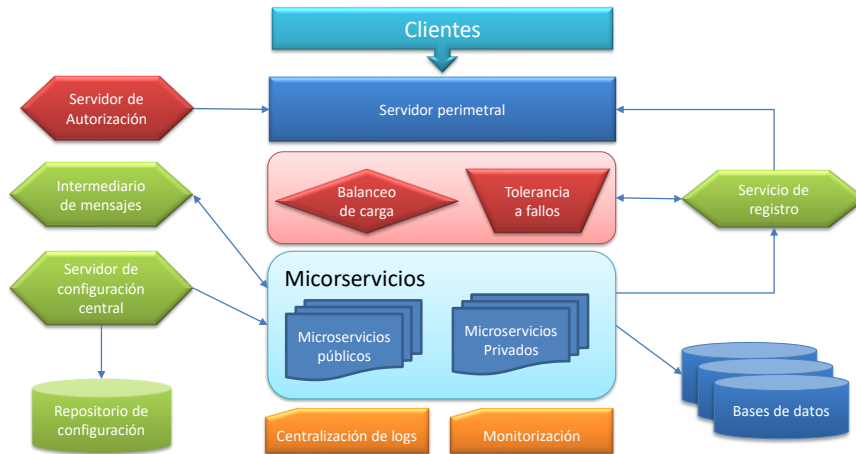 Clientes
Servidor de
Autorización
Servidor perimetral
Intermediario
de mensajes
Balanceo
de carga
Tolerancia
a fallos
Servicio de
registro
Servidor de
configuración
central
Micorservicios
Microservicios
públicos
Microservicios
Privados
Repositorio de
configuración
Centralización de logs
Monitorización
Bases de datos